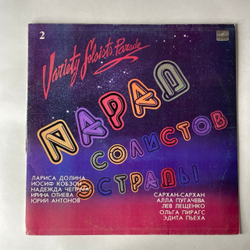 2
Variety Soloists Parade
ПАРАД
СОЛИСТОВ
ЭСТРАДЫ
ЛАРИСА ДОЛИНА
ИОСИФ КОБЗОН
НАДЕЖДА ЧЕПРАГА
ИРИНА ОТИЕВА
ЮРИЙ АНТОНОВ
САРХАН-САРХАН
АЛЛА ПУГАЧЕВА
ЛЕВ ЛЕЩЕНКО
ОЛЬГА ПИРАГС
ЭДИТА ПЬЕХА